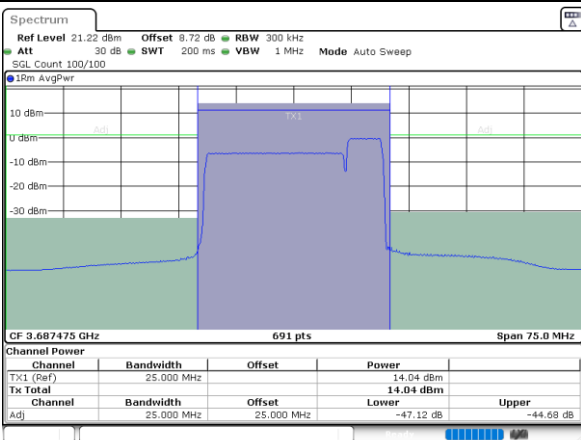 Spectrum
Ref Level 21.22 dBm Offset 8.72 dB RBW 300 kHz
Att 30 dB SWT 200 ms VBW 1 MHz Mode Auto Sweep
SGL Count 100/100
1Rm AvgPwr
10 dBm
TX1
Adj
Adj
0 dBm
-10 dBm
-20 dBm
-30 dBm
CF 3.687475 GHz 691 pts Span 75.0 MHz
Channel Power
Channel Bandwidth Offset Power
TX1 (Ref) 25.000 MHz 14.04 dBm
Tx Total 14.04 dBm
Channel Bandwidth Offset Lower Upper
Adj 25.000 MHz 25.000 MHz -47.12 dB -44.68 dB